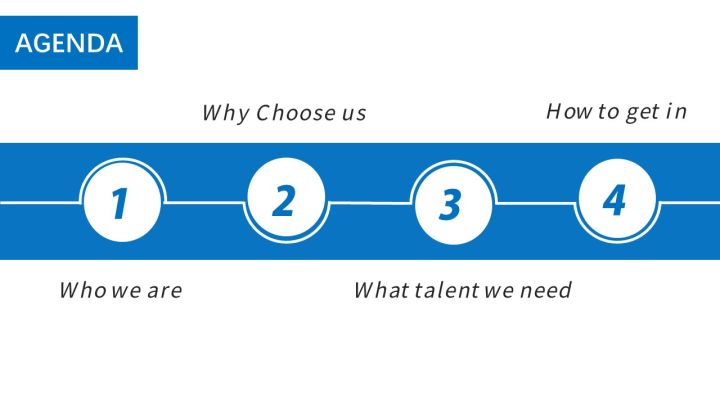 AGENDA
Why Choose us
How to get in
1
2
3
4
Who we are
What talent we need